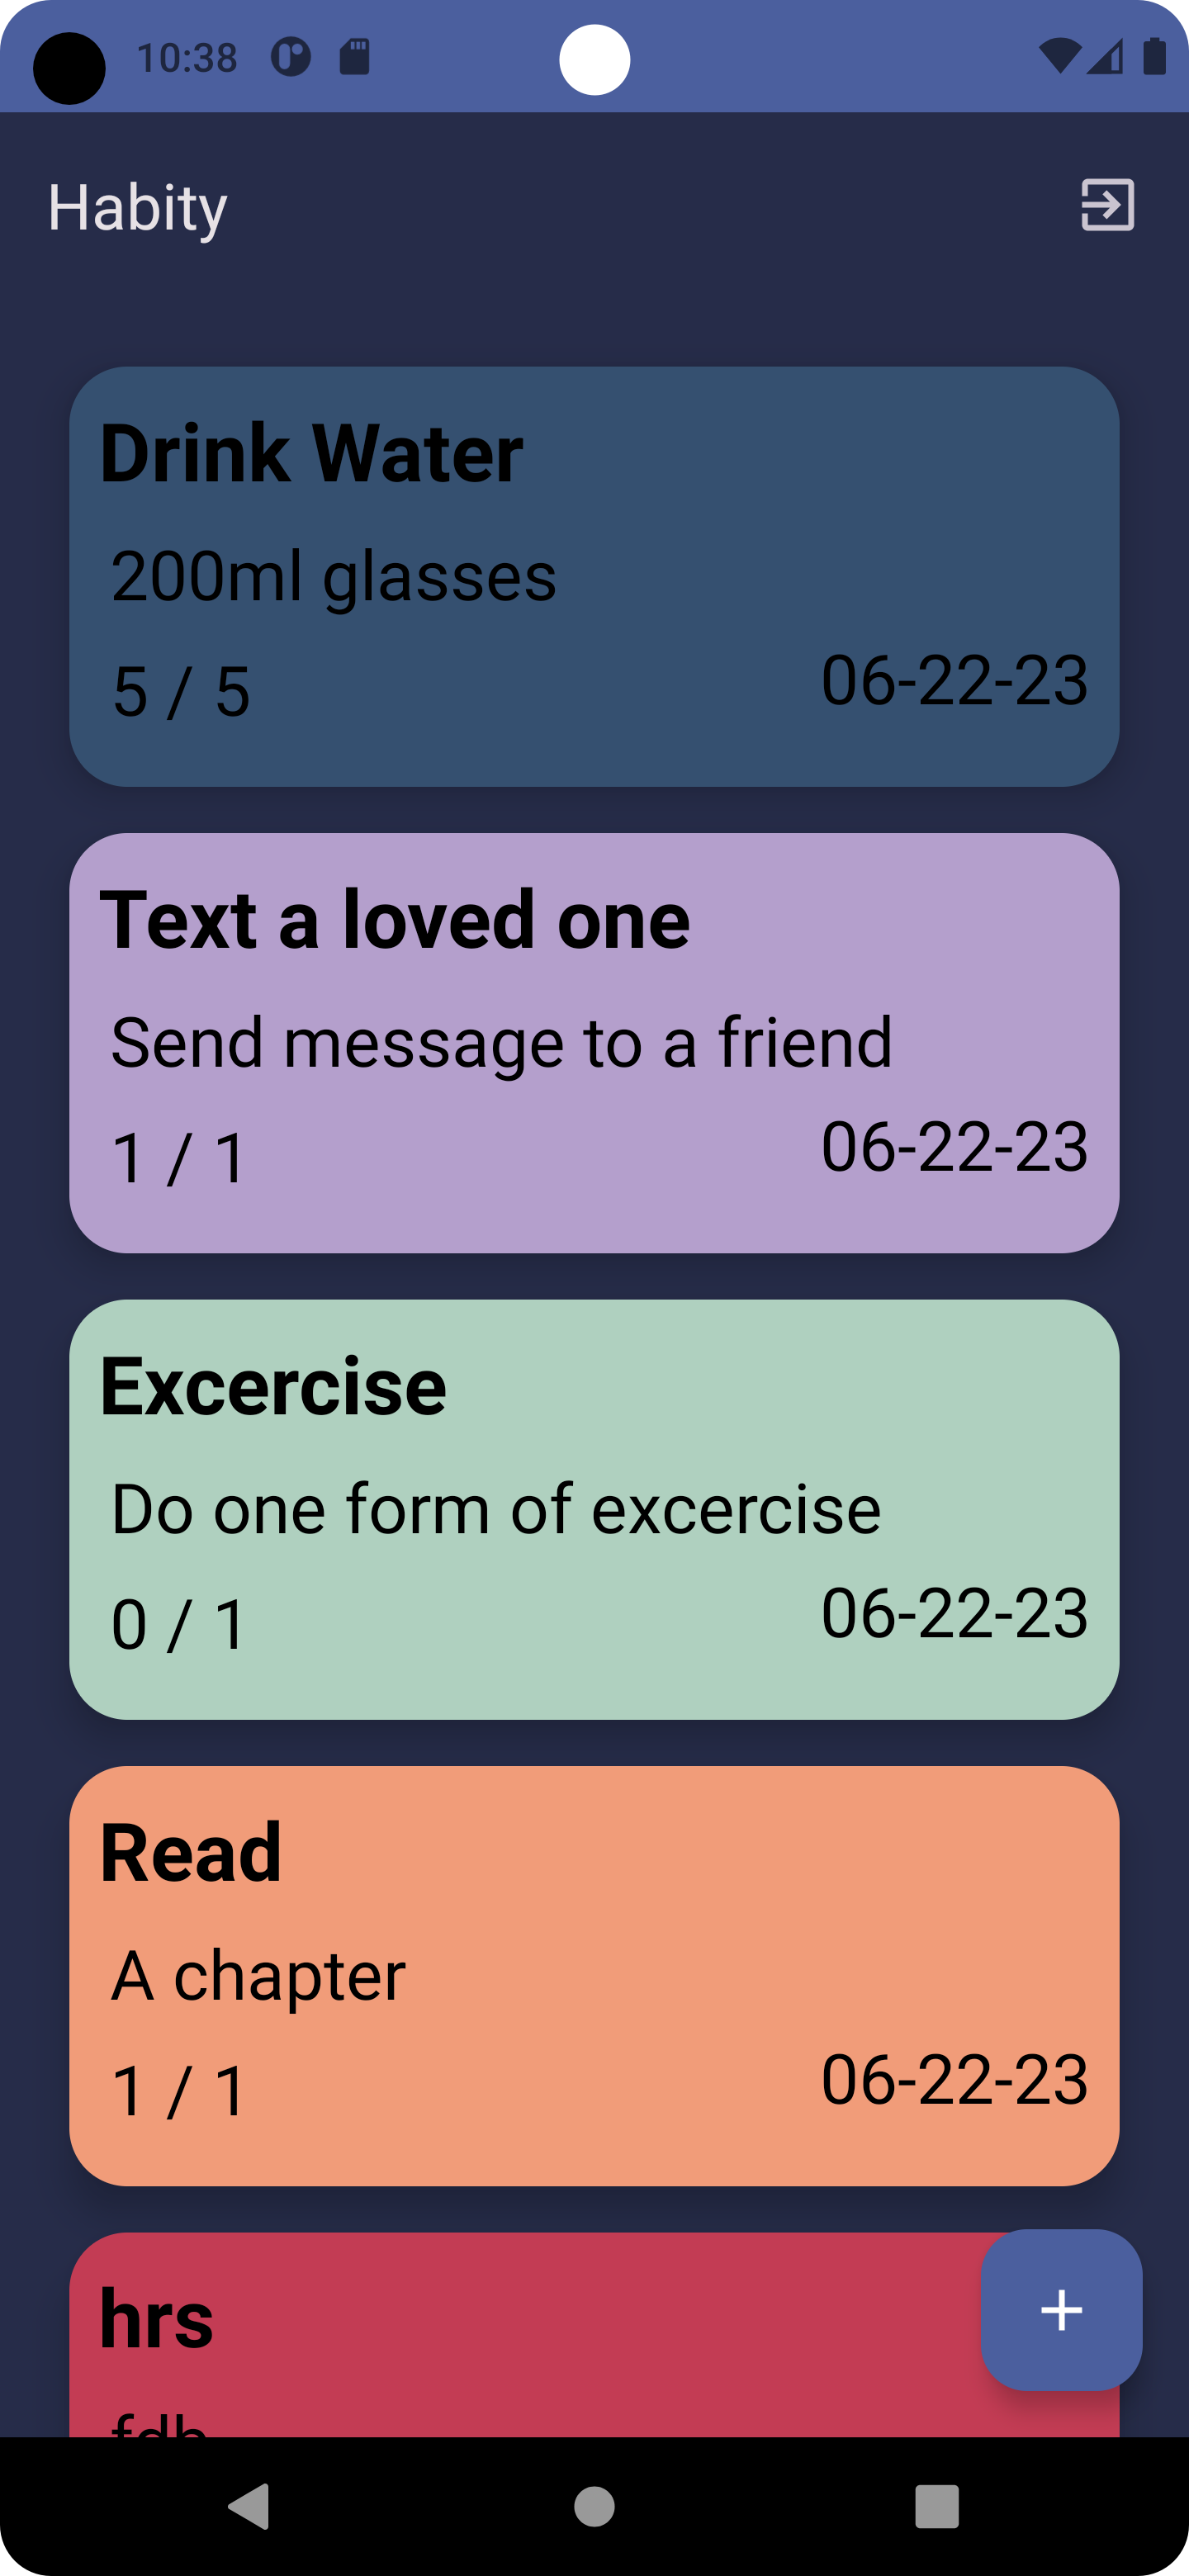 10:38
Habity
Drink Water
200ml glasses
5 / 5
06-22-23
Text a loved one
Send message to a friend
1 / 1
06-22-23
Excercise
Do one form of excercise
0 / 1
06-22-23
Read
A chapter
1 / 1
06-22-23
hrs
+